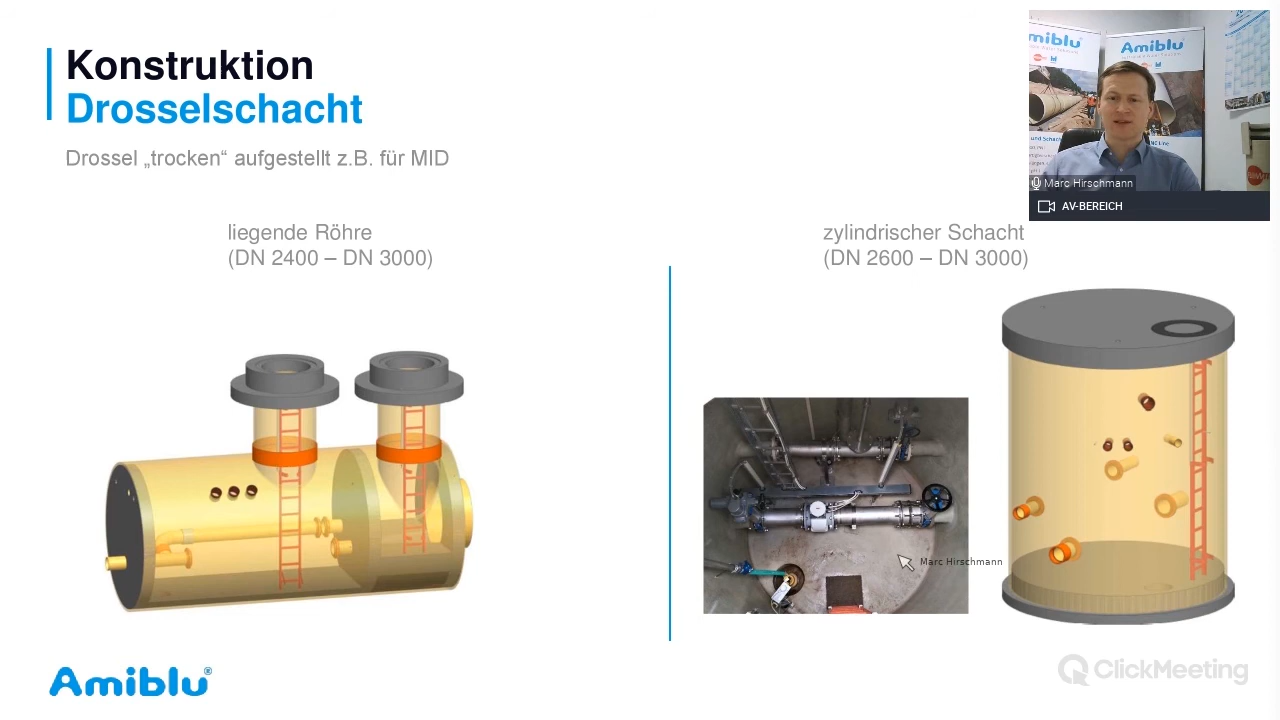 Konstruktion
Drosselschacht
Drossel „trocken“ aufgestellt z.B. für MID
liegende Röhre
(DN 2400 – DN 3000)
zylindrischer Schacht
(DN 2600 – DN 3000)
Amiblu
Marc Hirschmann
AV-BEREICH
Marc Hirschmann
Amiblu®
ClickMeeting